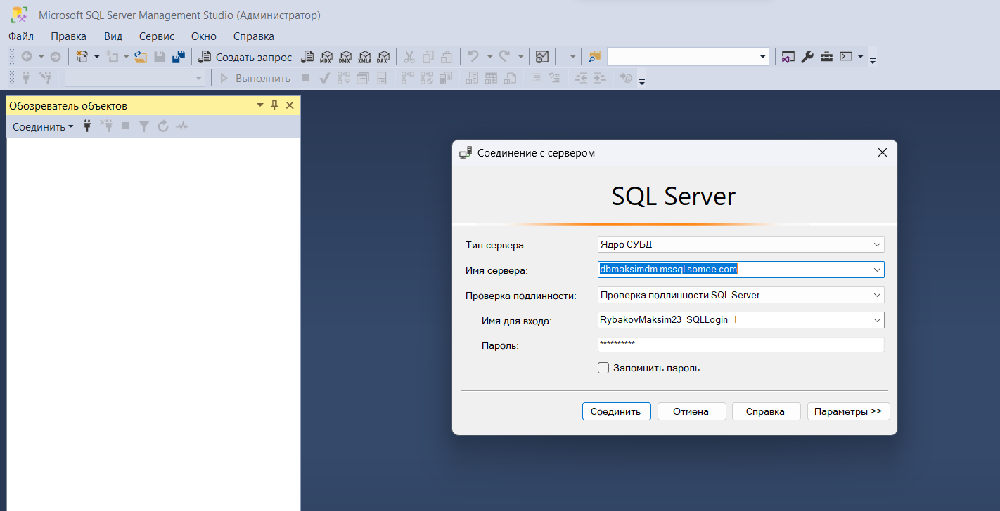 Microsoft SQL Server Management Studio (Администратор)
Файл Правка Вид Сервис Окно Справка
Создать запрос MDX DMX XMLA DAX
Выполнить
Обозреватель объектов
Соединить
Соединение с сервером
SQL Server
Тип сервера: Ядро СУБД
Имя сервера: dbmaksimdm.mssql.somee.com
Проверка подлинности: Проверка подлинности SQL Server
Имя для входа: RybakovMaksim23_SQLLogin_1
Пароль: **********
Запомнить пароль
Соединить Отмена Справка Параметры >>